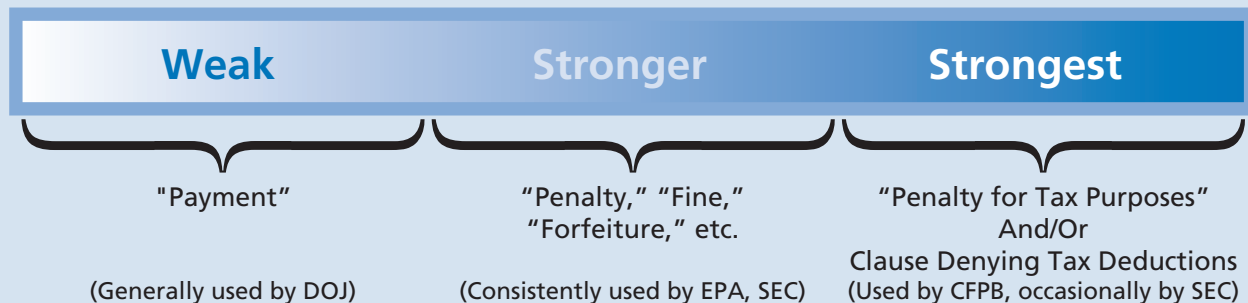 Weak Stronger Strongest
"Payment”
(Generally used by DOJ)
“Penalty,” “Fine,”
“Forfeiture,” etc.
(Consistently used by EPA, SEC)
“Penalty for Tax Purposes”
And/Or
Clause Denying Tax Deductions
(Used by CFPB, occasionally by SEC)